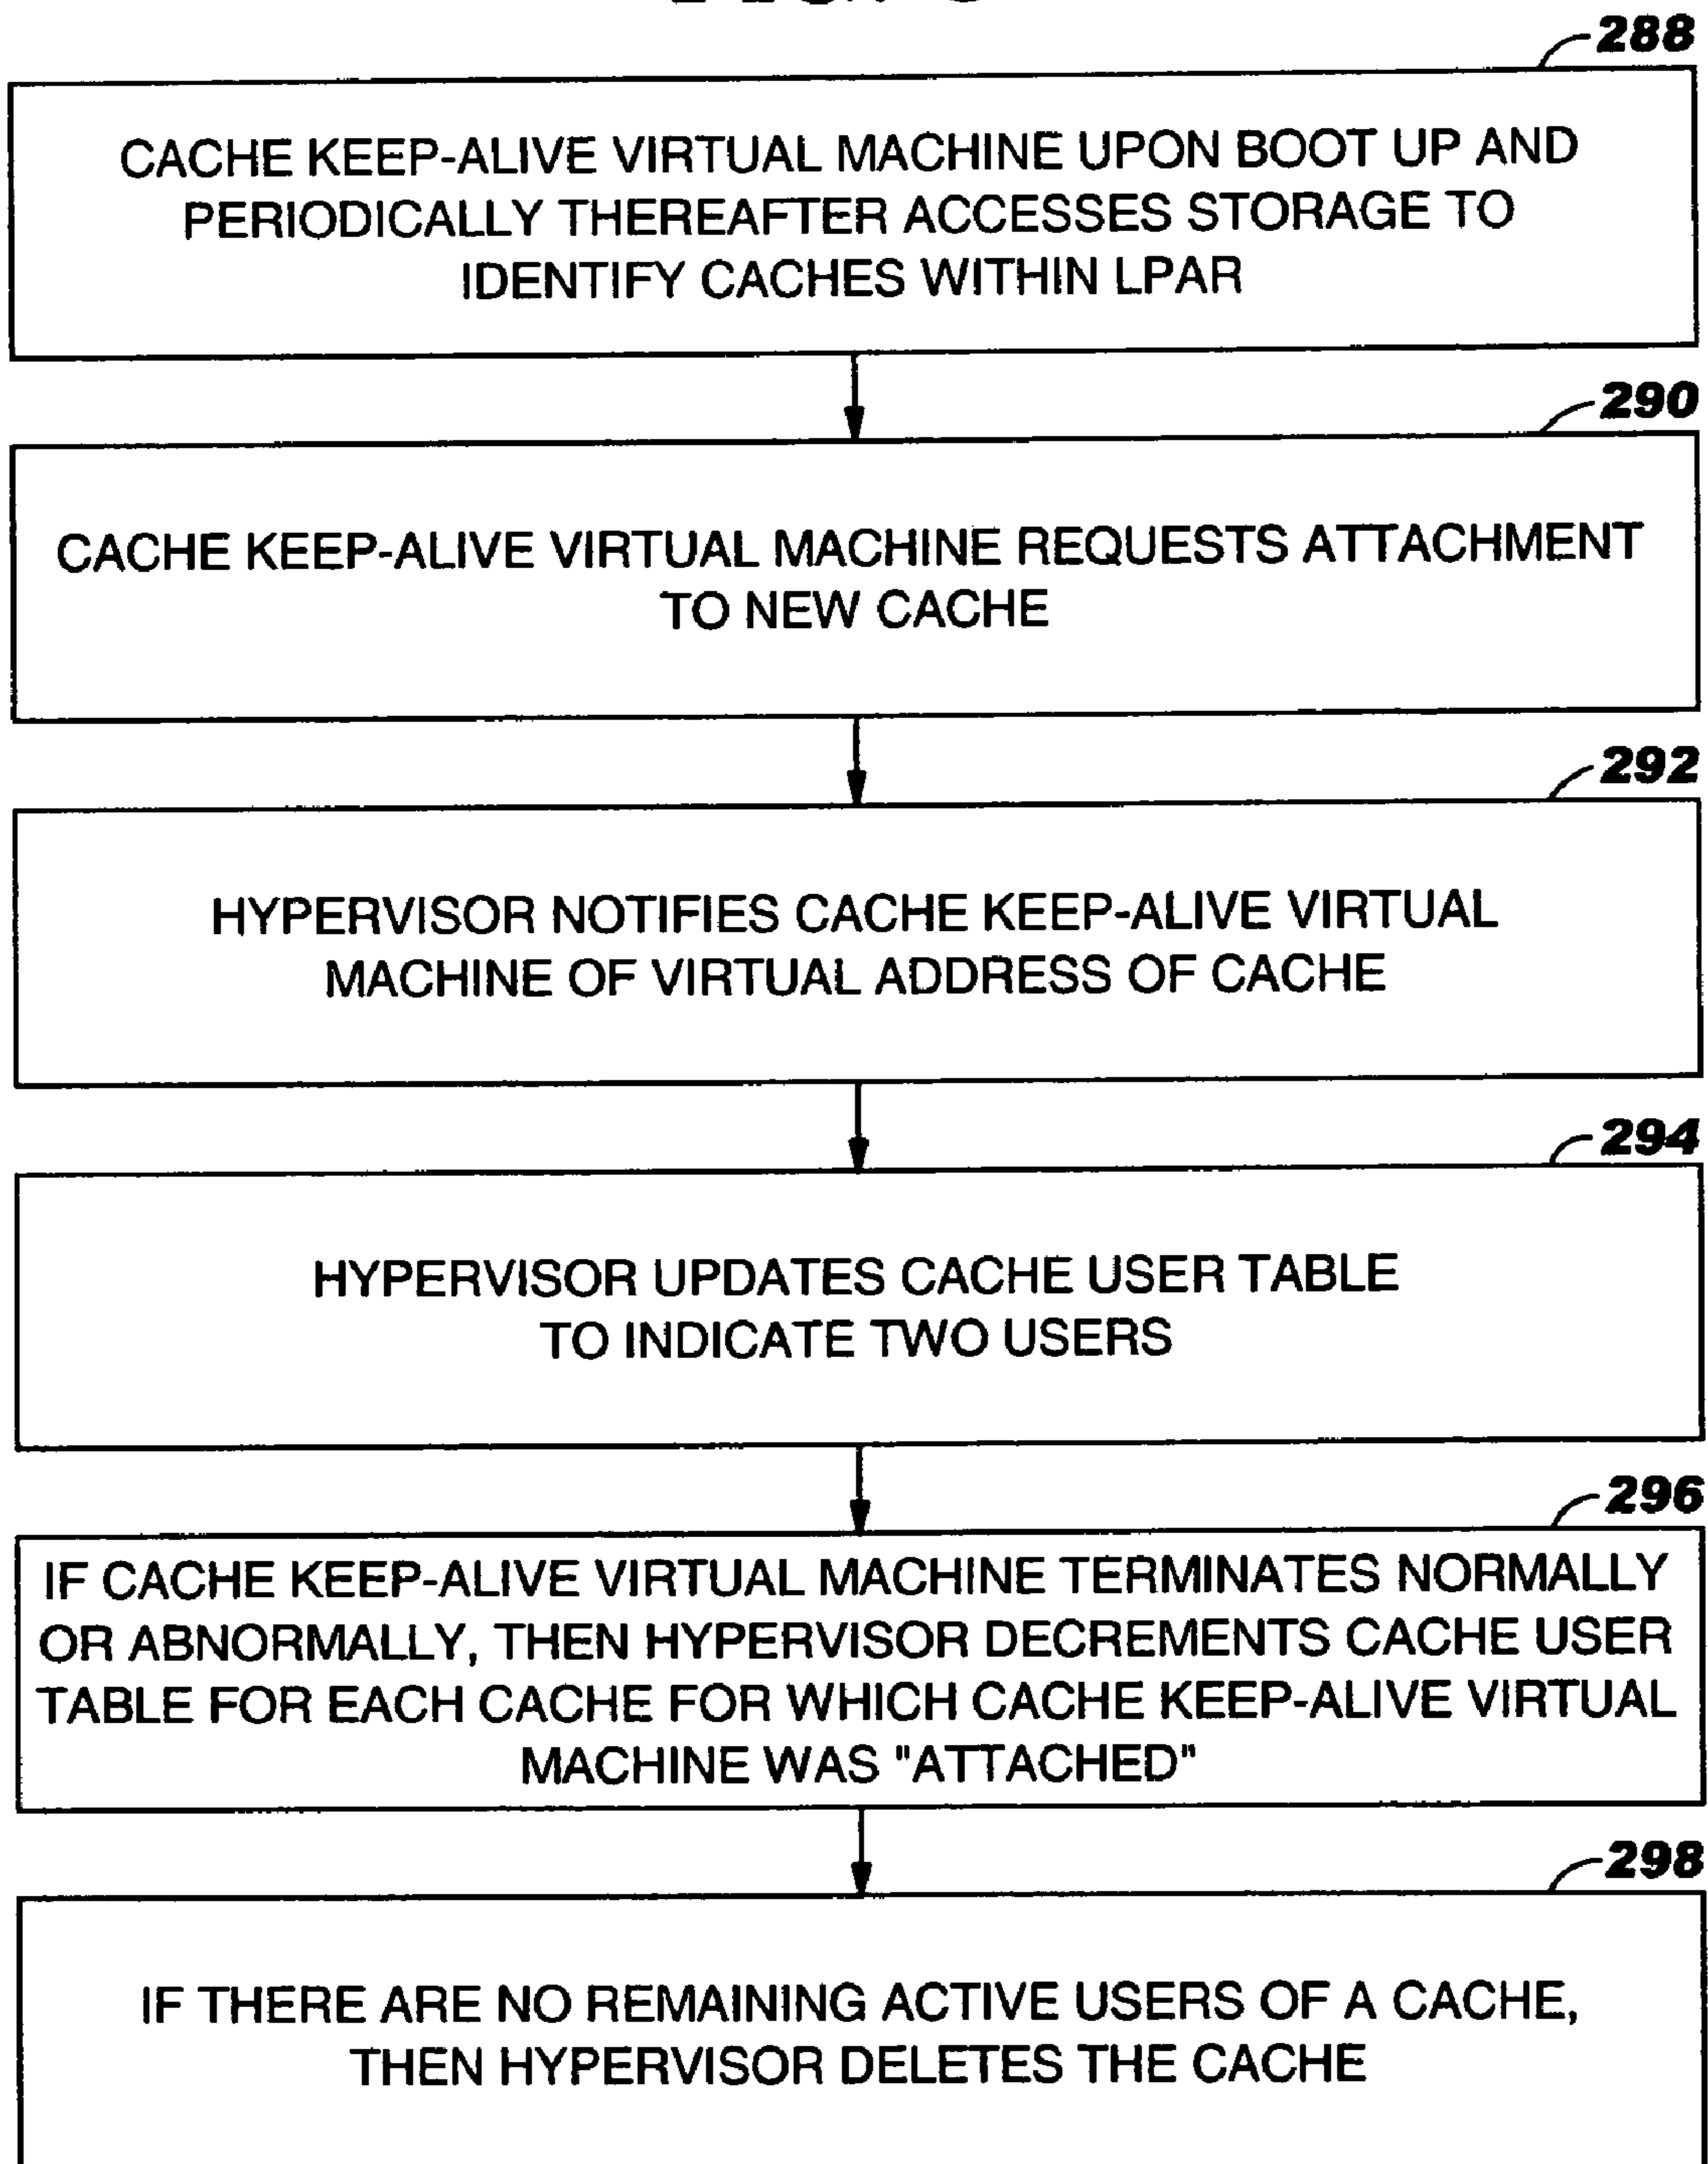 288
CACHE KEEP-ALIVE VIRTUAL MACHINE UPON BOOT UP AND
PERIODICALLY THEREAFTER ACCESSES STORAGE TO
IDENTIFY CACHES WITHIN LPAR
290
CACHE KEEP-ALIVE VIRTUAL MACHINE REQUESTS ATTACHMENT
TO NEW CACHE
292
HYPERVISOR NOTIFIES CACHE KEEP-ALIVE VIRTUAL
MACHINE OF VIRTUAL ADDRESS OF CACHE
294
HYPERVISOR UPDATES CACHE USER TABLE
TO INDICATE TWO USERS
296
IF CACHE KEEP-ALIVE VIRTUAL MACHINE TERMINATES NORMALLY
OR ABNORMALLY, THEN HYPERVISOR DECREMENTS CACHE USER
TABLE FOR EACH CACHE FOR WHICH CACHE KEEP-ALIVE VIRTUAL
MACHINE WAS "ATTACHED"
298
IF THERE ARE NO REMAINING ACTIVE USERS OF A CACHE,
THEN HYPERVISOR DELETES THE CACHE